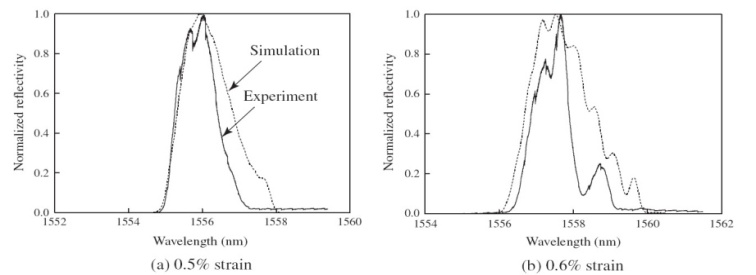 1.0
0.8
0.6
0.4
0.2
0.0
Normalized reflectivity
Simulation
Experiment
1552
1554
1556
1558
1560
Wavelength (nm)
(a) 0.5% strain
1.0
0.8
0.6
0.4
0.2
0.0
Normalized reflectivity
1554
1556
1558
1560
1562
Wavelength (nm)
(b) 0.6% strain